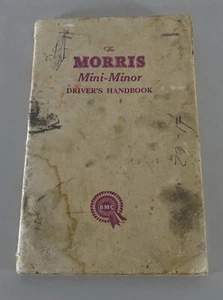 The
MORRIS
Mini-Minor
DRIVER'S HANDBOOK
BMC